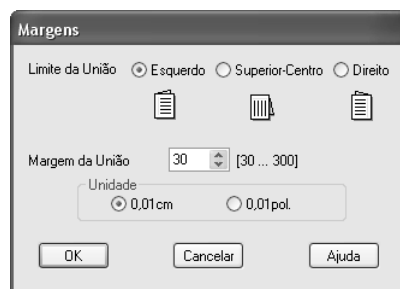 Margens
Limite da União Esquerdo Superior-Centro Direito
Margem da União 30 [30 ... 300]
Unidade
0,01cm 0,01pol.
OK Cancelar Ajuda